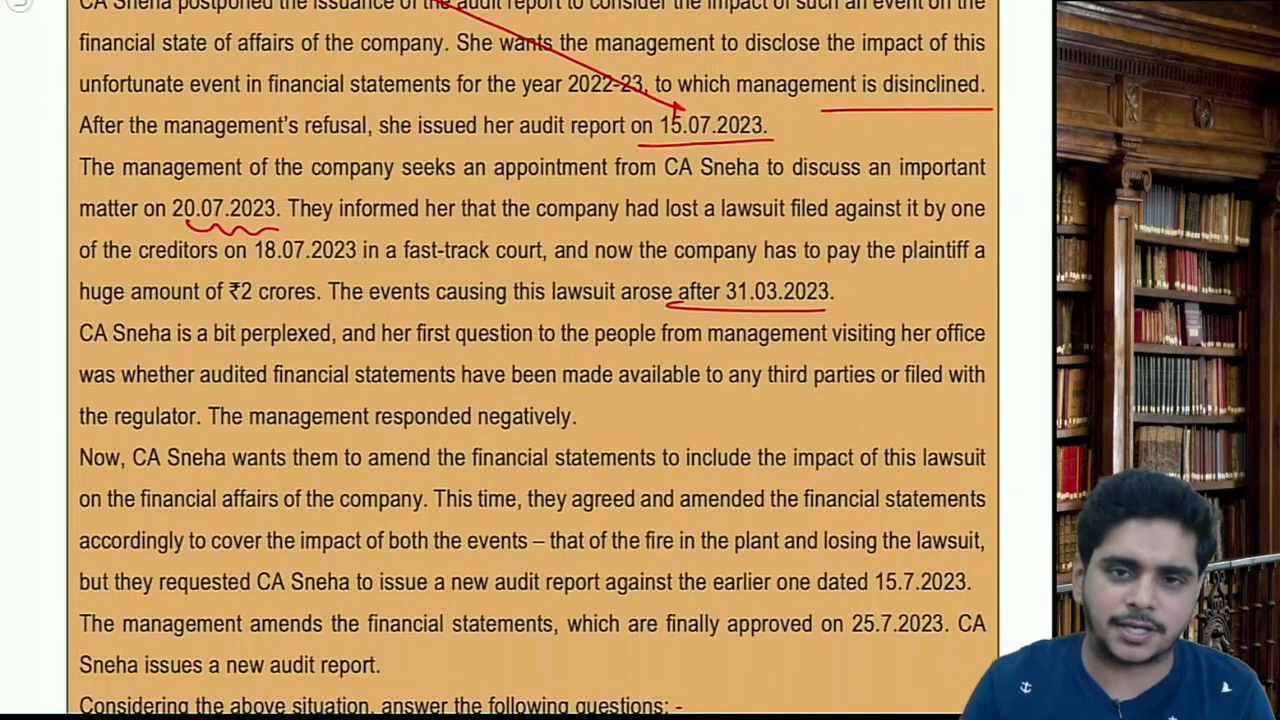 CA Sneha postponed the issuance of the audit report to consider the impact of such an event on the
financial state of affairs of the company. She wants the management to disclose the impact of this
unfortunate event in financial statements for the year 2022-23, to which management is disinclined.
After the management’s refusal, she issued her audit report on 15.07.2023.
The management of the company seeks an appointment from CA Sneha to discuss an important
matter on 20.07.2023. They informed her that the company had lost a lawsuit filed against it by one
of the creditors on 18.07.2023 in a fast-track court, and now the company has to pay the plaintiff a
huge amount of ₹2 crores. The events causing this lawsuit arose after 31.03.2023.
CA Sneha is a bit perplexed, and her first question to the people from management visiting her office
was whether audited financial statements have been made available to any third parties or filed with
the regulator. The management responded negatively.
Now, CA Sneha wants them to amend the financial statements to include the impact of this lawsuit
on the financial affairs of the company. This time, they agreed and amended the financial statements
accordingly to cover the impact of both the events – that of the fire in the plant and losing the lawsuit,
but they requested CA Sneha to issue a new audit report against the earlier one dated 15.7.2023.
The management amends the financial statements, which are finally approved on 25.7.2023. CA
Sneha issues a new audit report.
Considering the above situation, answer the following questions: -